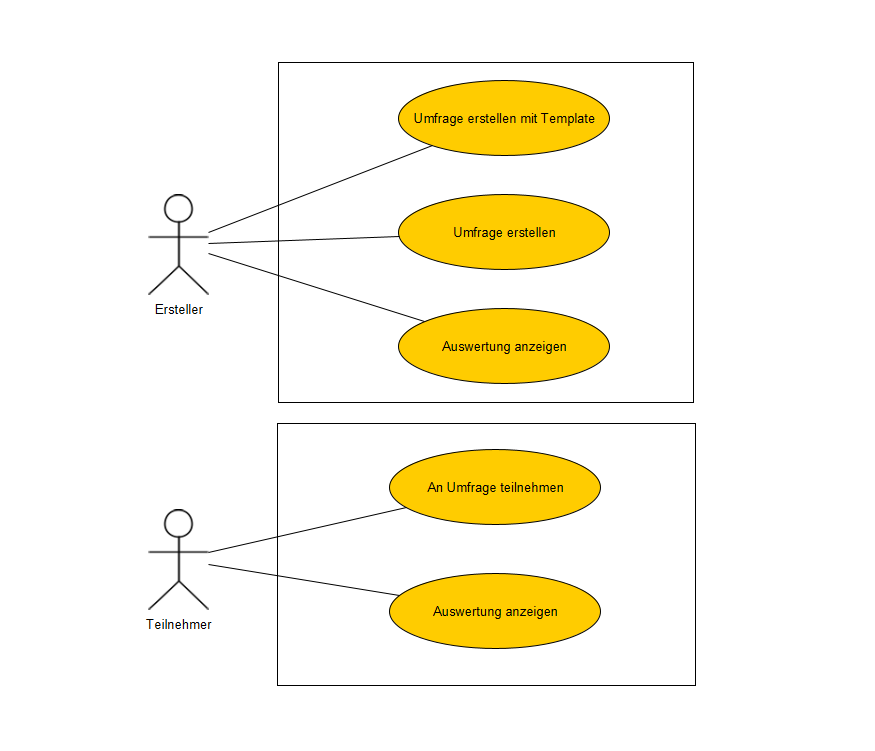 Umfrage erstellen mit Template
Umfrage erstellen
Ersteller
Auswertung anzeigen
An Umfrage teilnehmen
Teilnehmer
Auswertung anzeigen